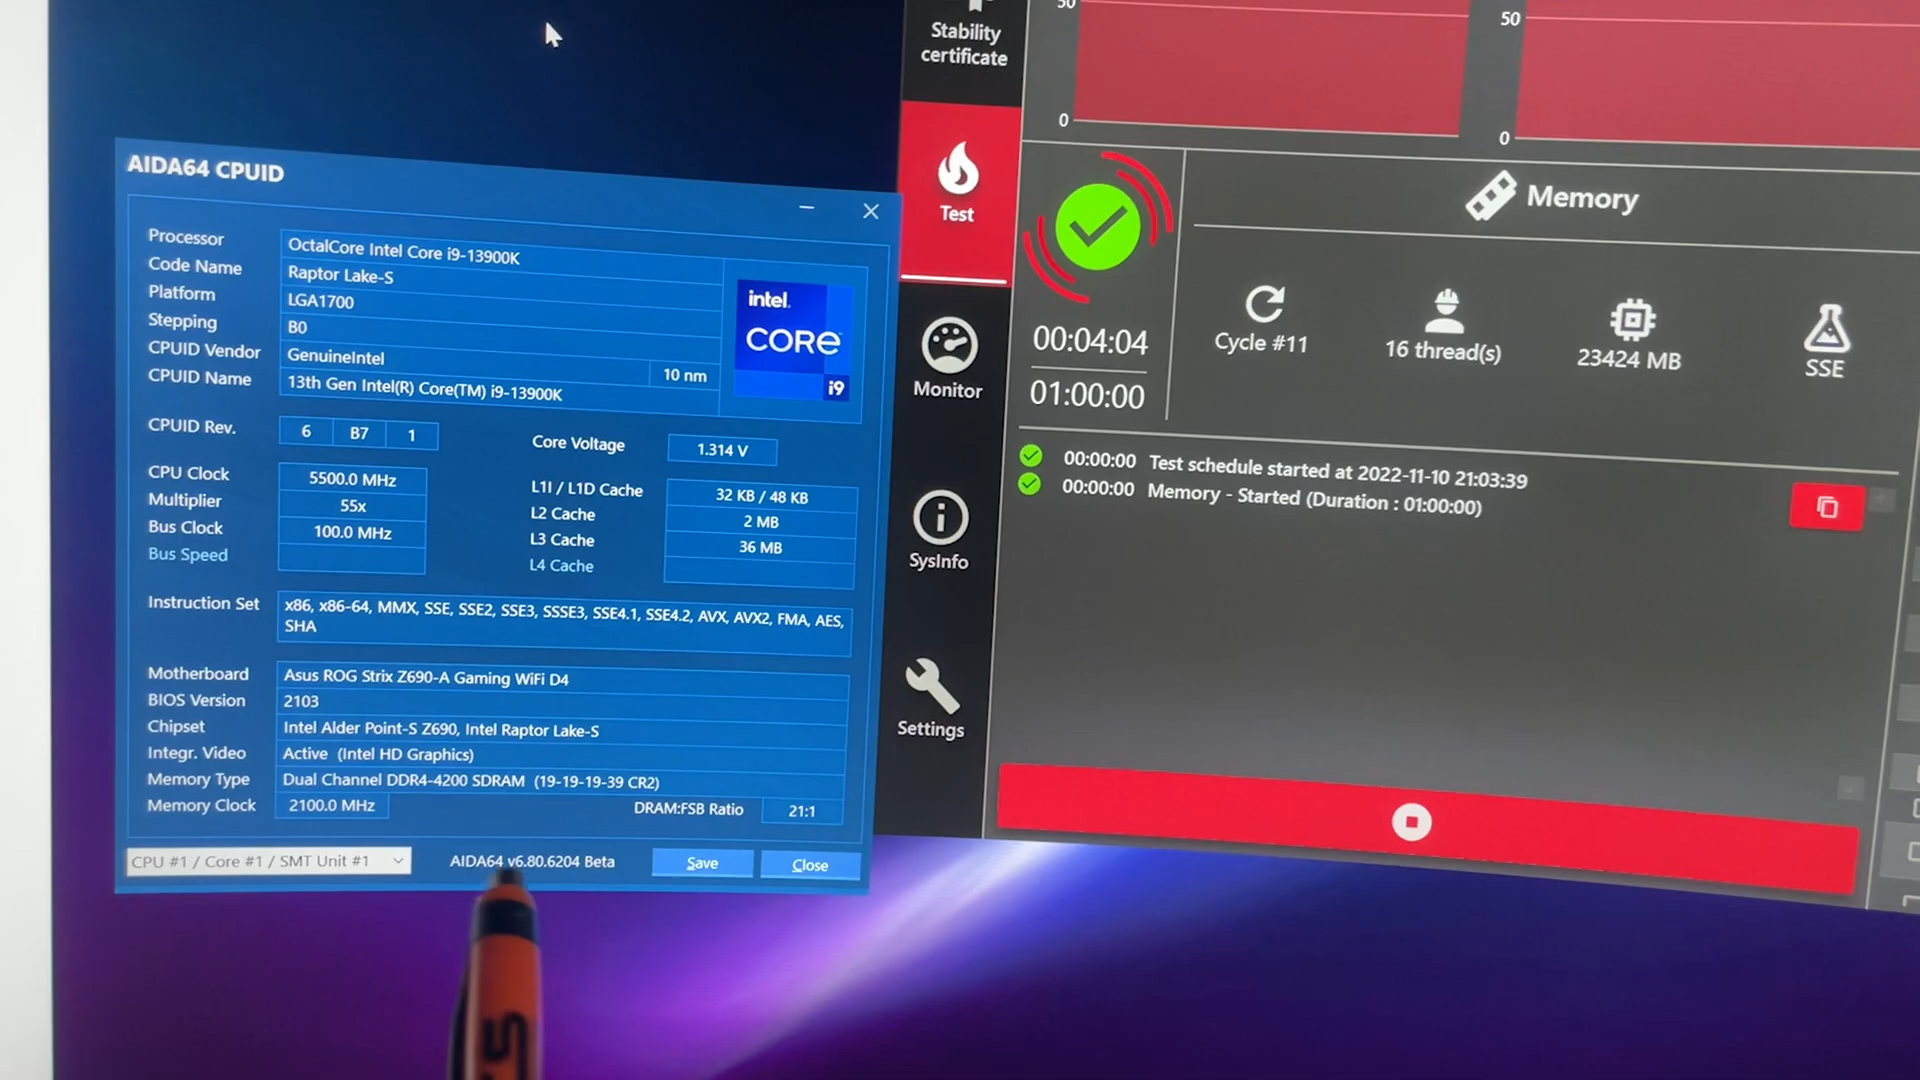 AIDA64 CPUID
Processor OctalCore Intel Core i9-13900K
Code Name Raptor Lake-S
Platform LGA1700
Stepping B0
CPUID Vendor GenuineIntel 10 nm
CPUID Name 13th Gen Intel(R) Core(TM) i9-13900K
intel.
CORE
i9
CPUID Rev. 6 B7 1
Core Voltage 1.314 V
CPU Clock 5500.0 MHz
Multiplier 55x
Bus Clock 100.0 MHz
Bus Speed
L1I / L1D Cache 32 KB / 48 KB
L2 Cache 2 MB
L3 Cache 36 MB
L4 Cache
Instruction Set x86, x86-64, MMX, SSE, SSE2, SSE3, SSSE3, SSE4.1, SSE4.2, AVX, AVX2, FMA, AES,
SHA
Motherboard Asus ROG Strix Z690-A Gaming WiFi D4
BIOS Version 2103
Chipset Intel Alder Point-S Z690, Intel Raptor Lake-S
Integr. Video Active (Intel HD Graphics)
Memory Type Dual Channel DDR4-4200 SDRAM (19-19-19-39 CR2)
Memory Clock 2100.0 MHz DRAM:FSB Ratio 21:1
CPU #1 / Core #1 / SMT Unit #1 AIDA64 v6.80.6204 Beta Save Close
Stability
certificate
Test
Monitor
SysInfo
Settings
50
0
50
0
00:04:04
01:00:00
Memory
Cycle #11
16 thread(s)
23424 MB
SSE
00:00:00 Test schedule started at 2022-11-10 21:03:39
00:00:00 Memory - Started (Duration : 01:00:00)